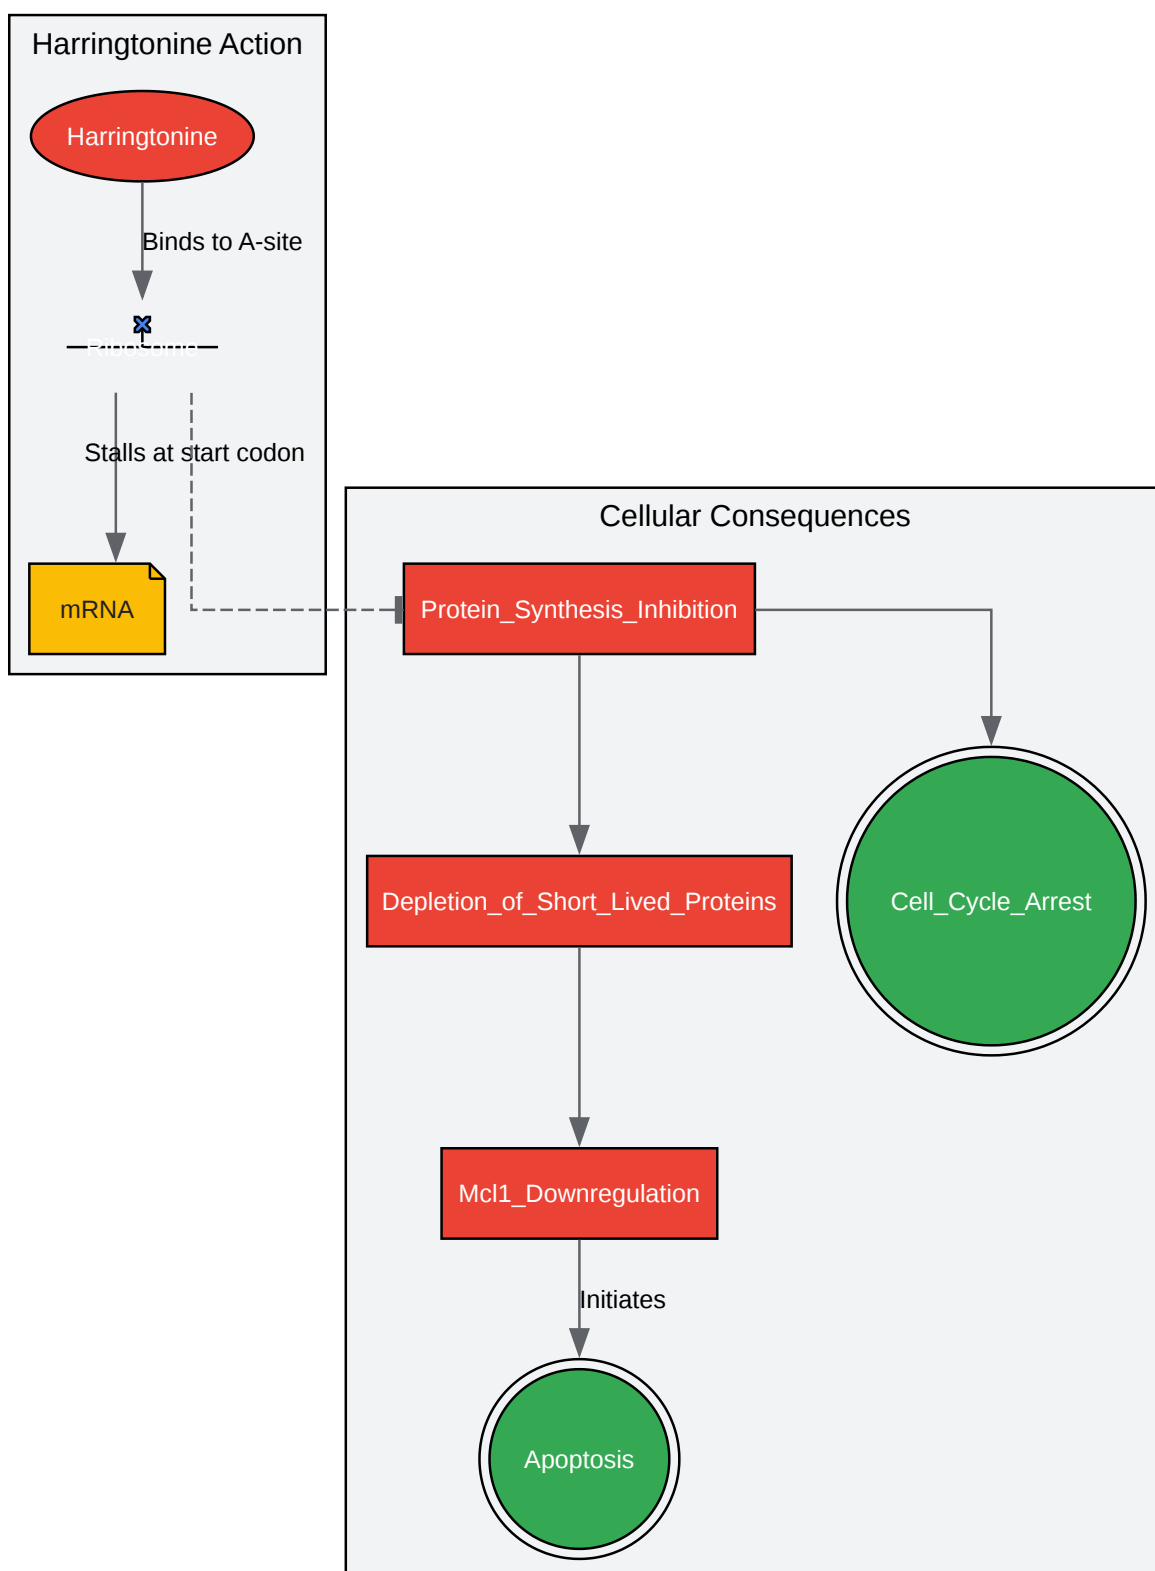 Harringtonine Action
Harringtonine
Binds to A-site
Ribosome
Stalls at start codon
mRNA
Cellular Consequences
Protein_Synthesis_Inhibition
Depletion_of_Short_Lived_Proteins
Cell_Cycle_Arrest
Mcl1_Downregulation
Initiates
Apoptosis